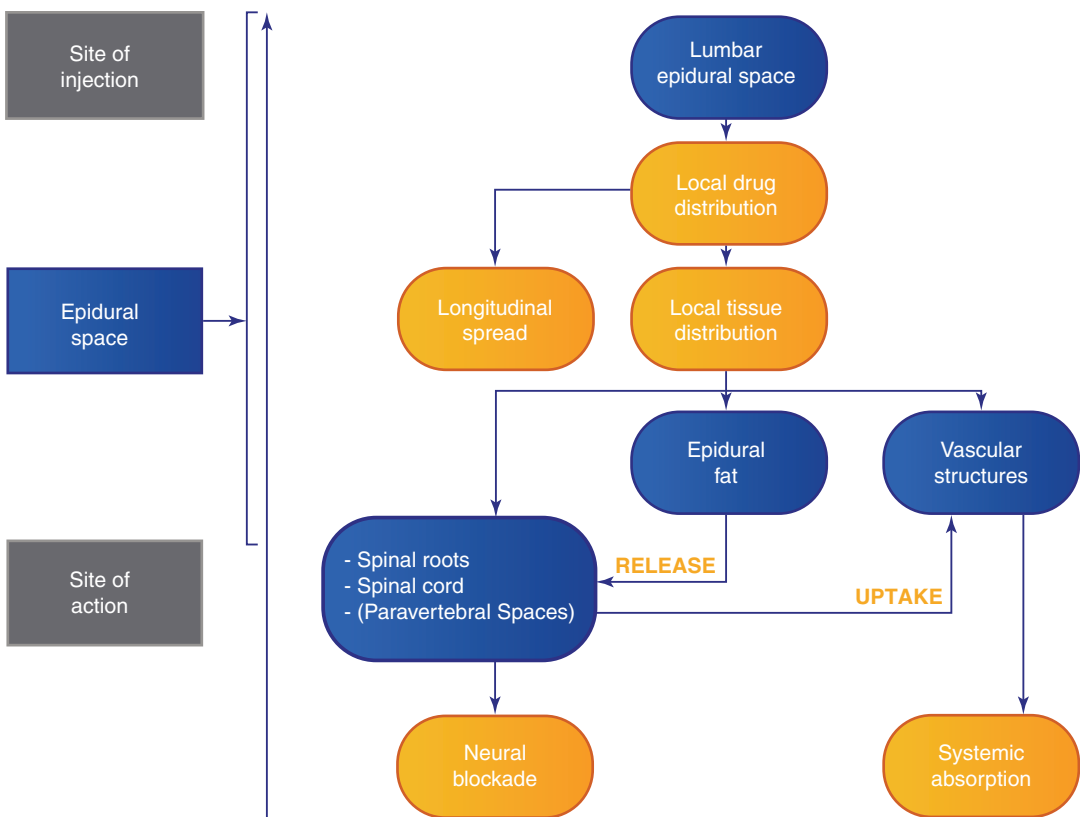 Site of
injection
Lumbar
epidural space
Local drug
distribution
Epidural
space
Longitudinal
spread
Local tissue
distribution
Epidural
fat
Vascular
structures
Site of
action
- Spinal roots
- Spinal cord
- (Paravertebral Spaces)
RELEASE
UPTAKE
Neural
blockade
Systemic
absorption